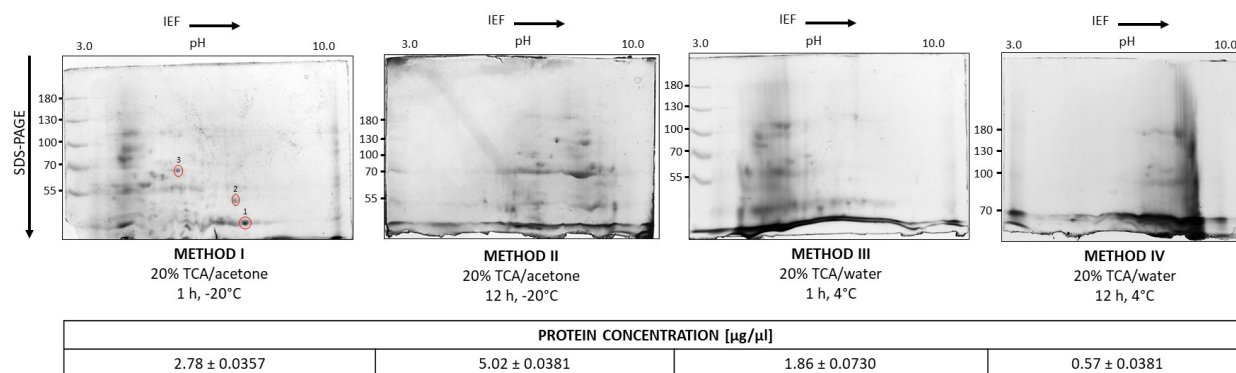 IEF
3.0 pH 10.0
SDS-PAGE
180
130
100
70
55
3
2
1
METHOD I
20% TCA/acetone
1 h, -20°C
IEF
3.0 pH 10.0
180
130
100
70
55
METHOD II
20% TCA/acetone
12 h, -20°C
IEF
3.0 pH 10.0
180
130
100
70
55
METHOD III
20% TCA/water
1 h, 4°C
IEF
3.0 pH 10.0
180
130
100
70
METHOD IV
20% TCA/water
12 h, 4°C
PROTEIN CONCENTRATION [µg/µl]
2.78 ± 0.0357 5.02 ± 0.0381 1.86 ± 0.0730 0.57 ± 0.0381